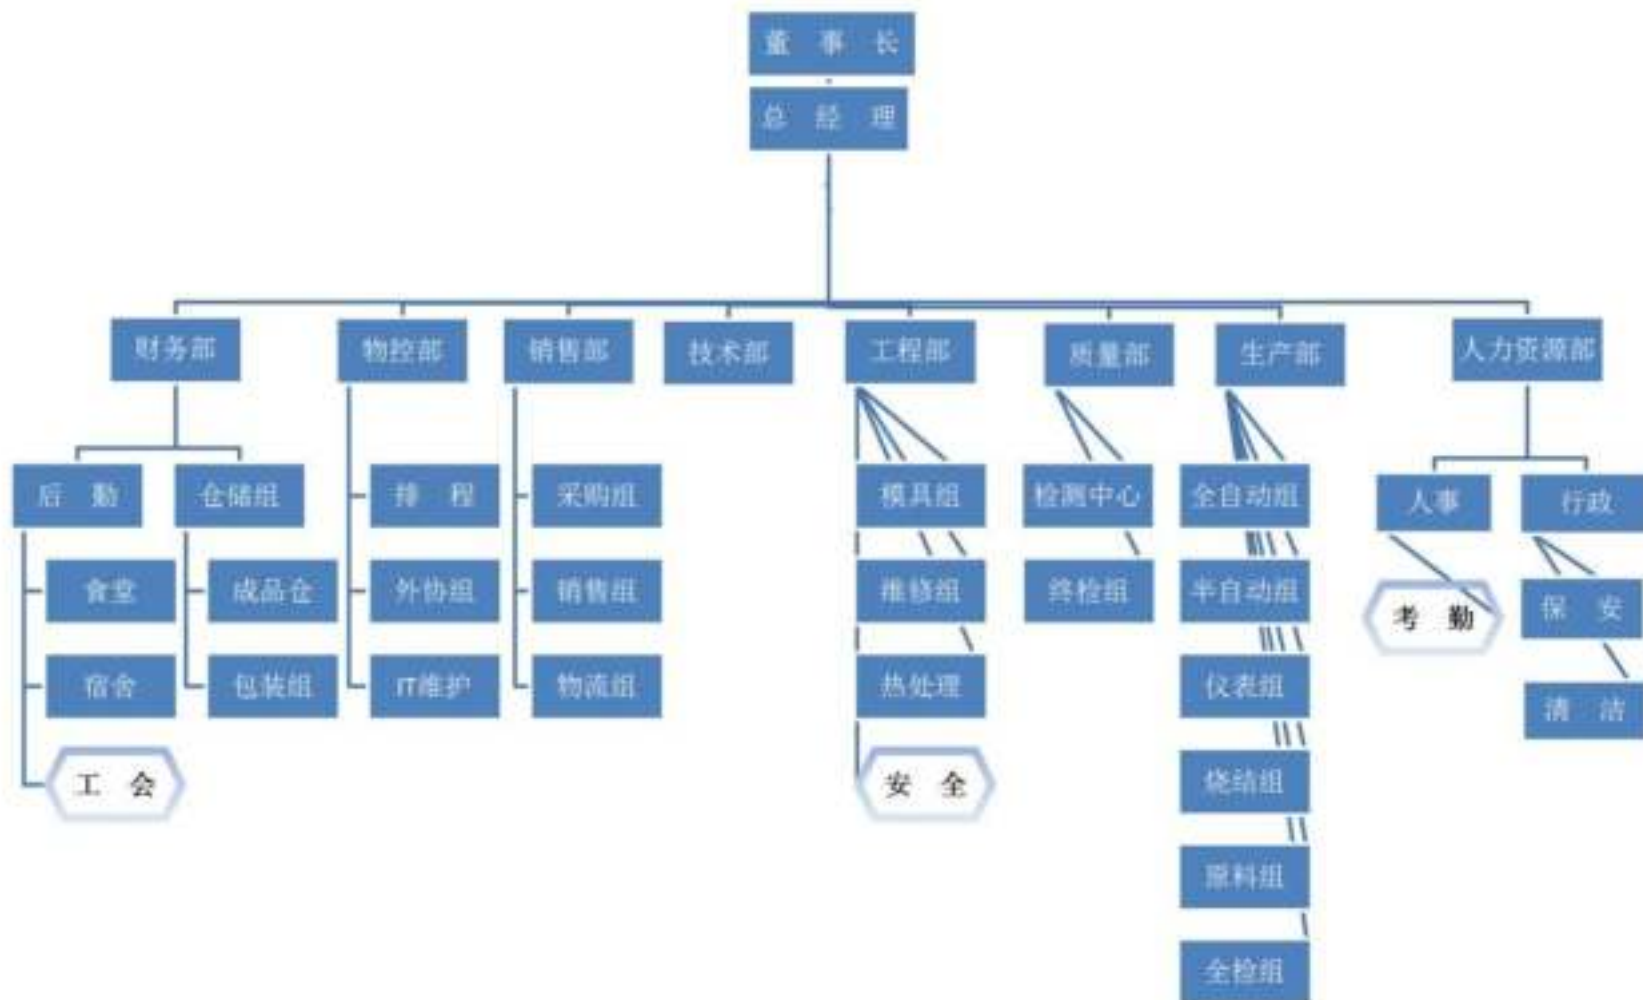 董 事 长
总 经 理
财务部 物控部 销售部 技术部 工程部 质量部 生产部 人力资源部
后 勤 仓储组 排 程 采购组 模具组 检测中心 全自动组 人事 行政
食堂 成品仓 外协组 销售组 维修组 终检组 半自动组 考 勤 保 安
宿舍 包装组 IT维护 物流组 热处理 仪表组 清 洁
工 会 安 全 烧结组
原料组
全检组